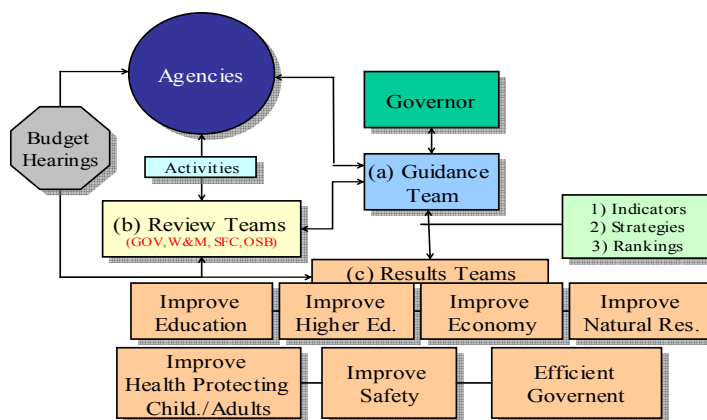 Agencies
Governor
Budget
Hearings
Activities
(a) Guidance
Team
(b) Review Teams
(GOV, W&M, SFC, OSB)
1) Indicators
2) Strategies
3) Rankings
(c) Results Teams
Improve
Education
Improve
Higher Ed.
Improve
Economy
Improve
Natural Res.
Improve
Health Protecting
Child./Adults
Improve
Safety
Efficient
Governent